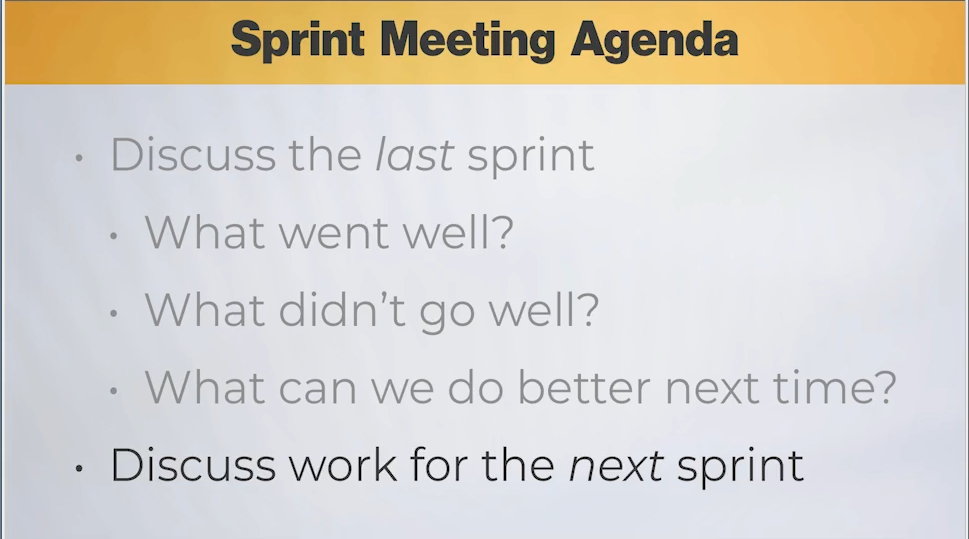 Sprint Meeting Agenda
• Discuss the last sprint
• What went well?
• What didn’t go well?
• What can we do better next time?
• Discuss work for the next sprint